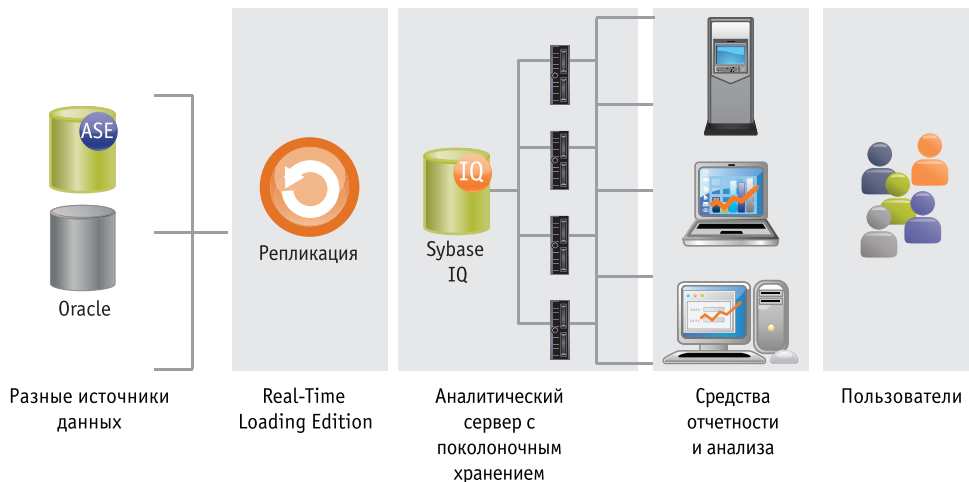 ASE
Oracle
Репликация
IQ
Sybase
IQ
Разные источники
данных
Real-Time
Loading Edition
Аналитический
сервер с
поколоночным
хранением
Средства
отчетности
и анализа
Пользователи